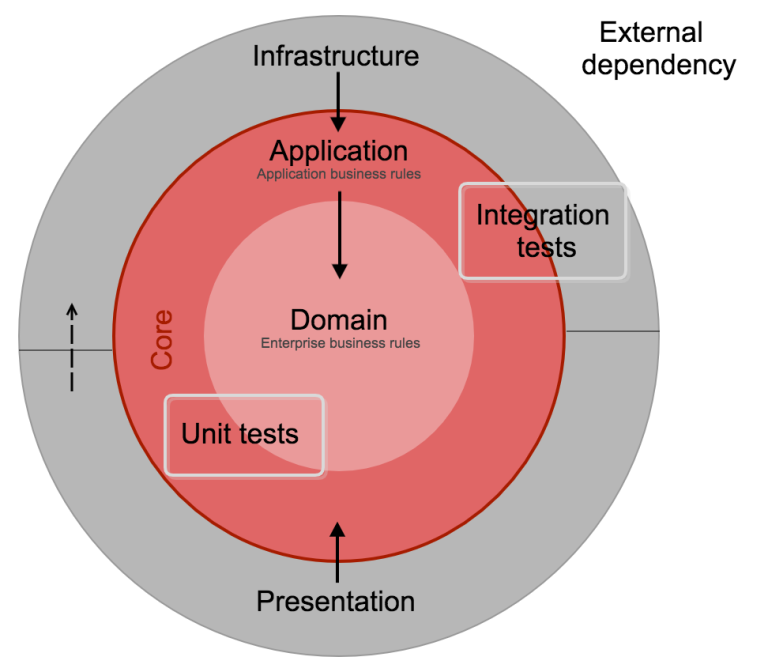 External
dependency
Infrastructure
Application
Application business rules
Integration
tests
Domain
Enterprise business rules
Core
Unit tests
Presentation